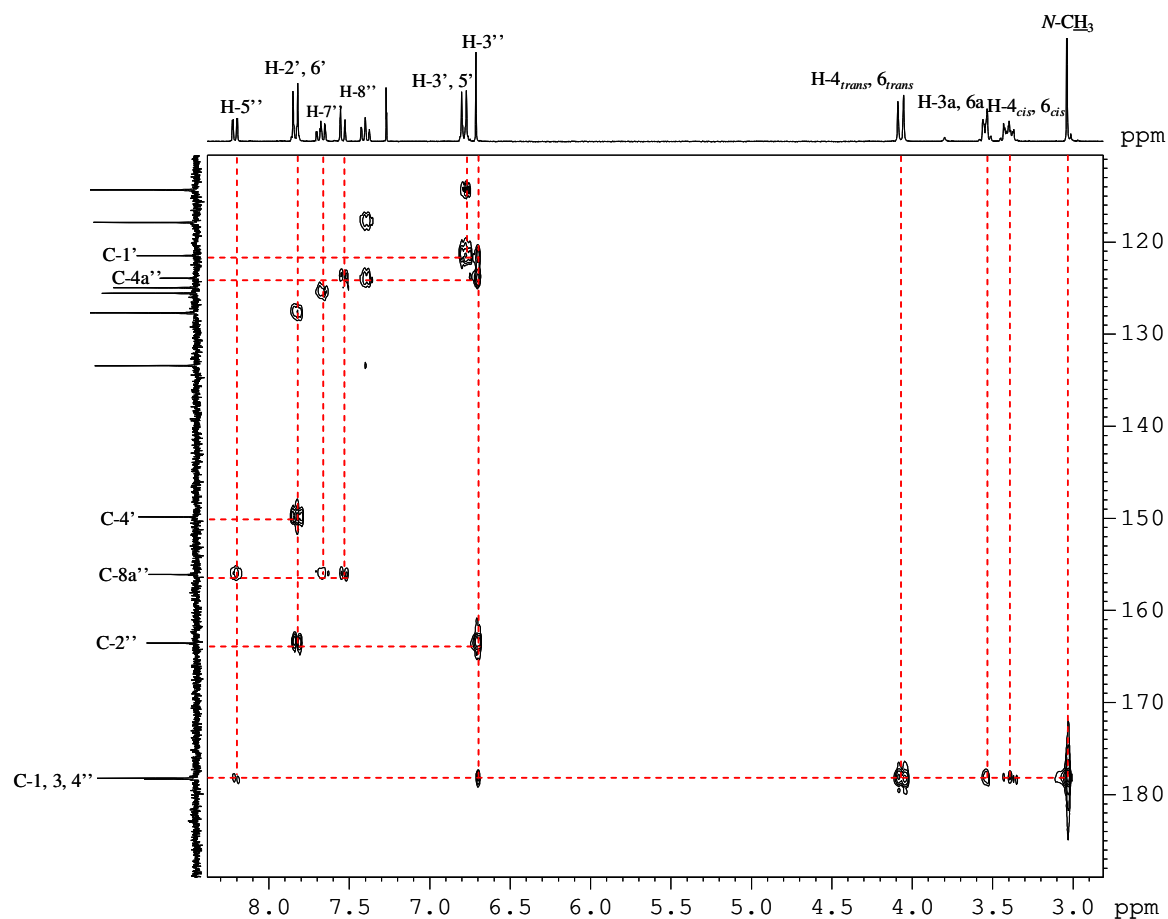 N-CH3
H-3’’
H-2’, 6’
H-8’’
H-3’, 5’
H-4trans, 6trans
H-5’’
H-7’’
H-3a, 6a
H-4cis, 6cis
ppm
120
C-1’
C-4a’’
130
140
150
C-4’
C-8a’’
160
C-2’’
170
C-1, 3, 4’’
180
8.0 7.5 7.0 6.5 6.0 5.5 5.0 4.5 4.0 3.5 3.0 ppm